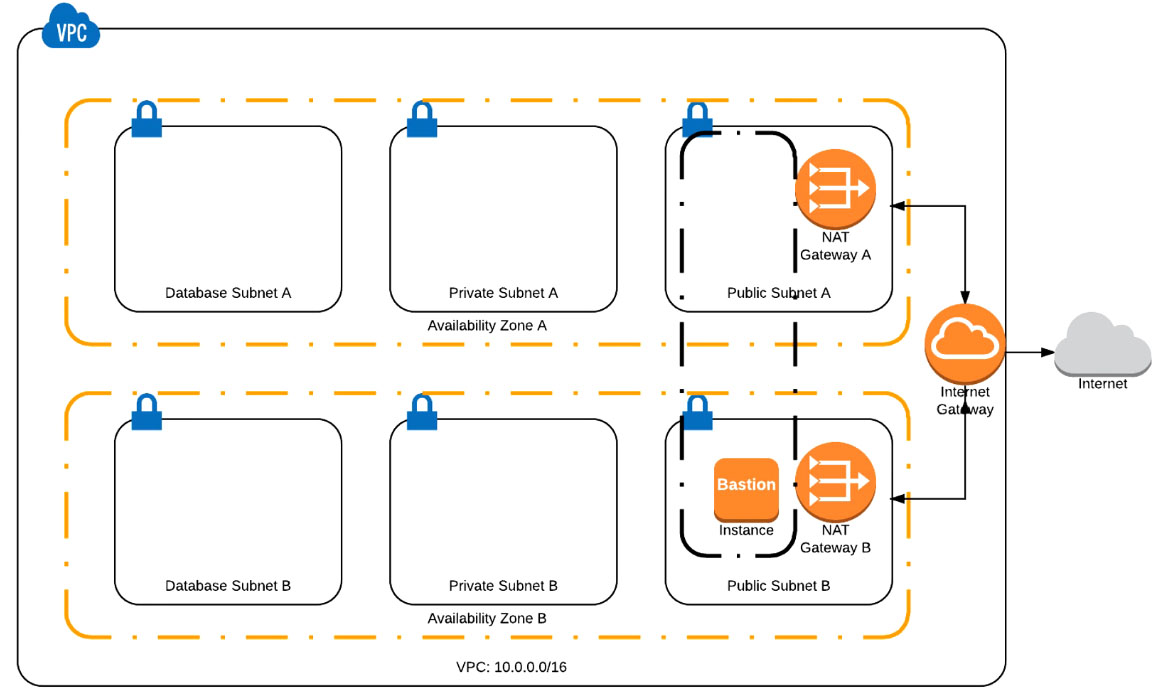 VPC
NAT
Gateway A
Database Subnet A
Private Subnet A
Public Subnet A
Availability Zone A
Internet
Gateway
Internet
Bastion
Instance
NAT
Gateway B
Database Subnet B
Private Subnet B
Public Subnet B
Availability Zone B
VPC: 10.0.0.0/16